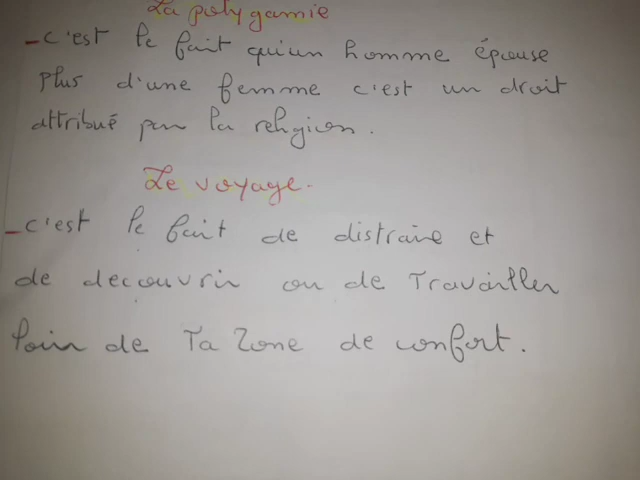 La polygamie
- c'est le fait qu'un homme épouse
plus d'une femme c'est un droit
attribué par la religion.
Le voyage.
- c'est le fait de distraire et
de decouvrir ou de Travailler
loin de Ta Zone de confort.